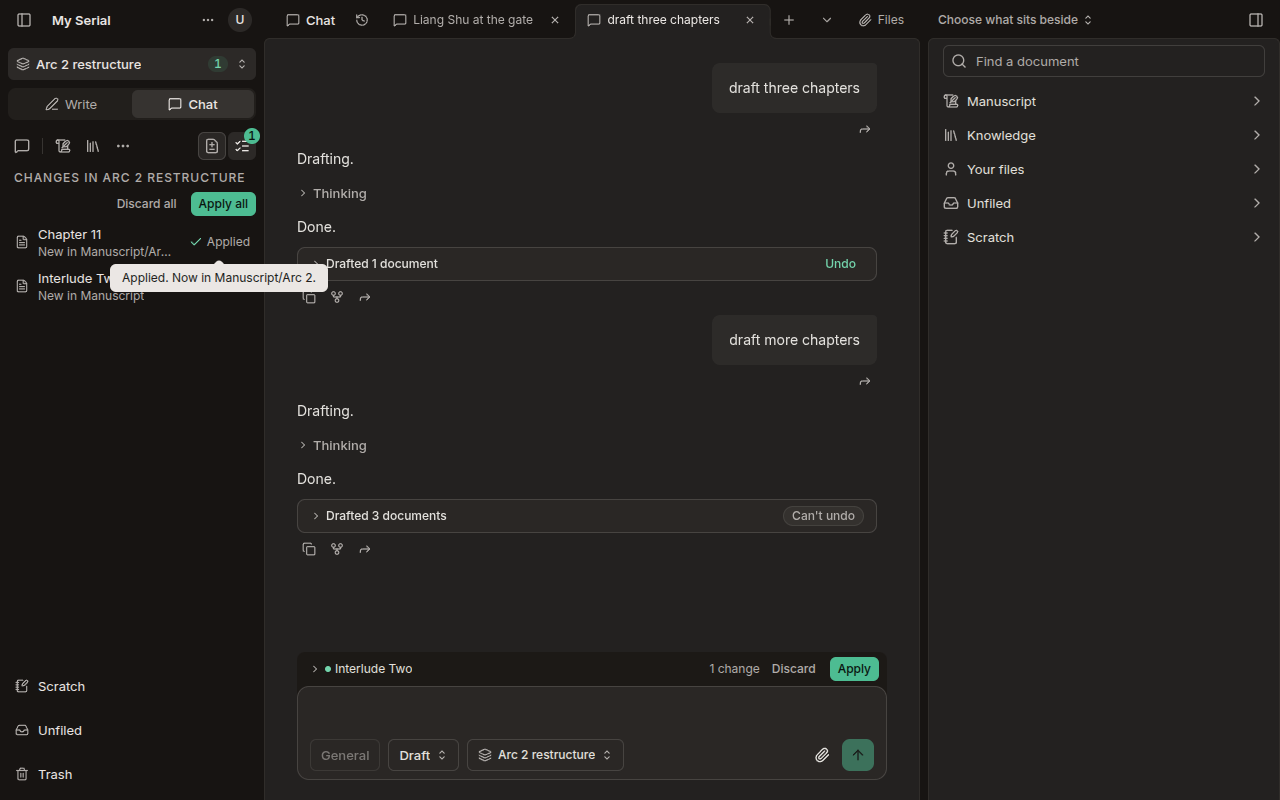 My Serial
U
Chat
Liang Shu at the gate
draft three chapters
Files
Choose what sits beside
Arc 2 restructure
1
Write
Chat
1
CHANGES IN ARC 2 RESTRUCTURE
Discard all
Apply all
Chapter 11
New in Manuscript/Ar...
Applied
Interlude Tw
New in Manuscript
Applied. Now in Manuscript/Arc 2.
Scratch
Unfiled
Trash
draft three chapters
Drafting.
Thinking
Done.
Drafted 1 document
Undo
draft more chapters
Drafting.
Thinking
Done.
Drafted 3 documents
Can't undo
Interlude Two
1 change
Discard
Apply
General
Draft
Arc 2 restructure
Find a document
Manuscript
Knowledge
Your files
Unfiled
Scratch